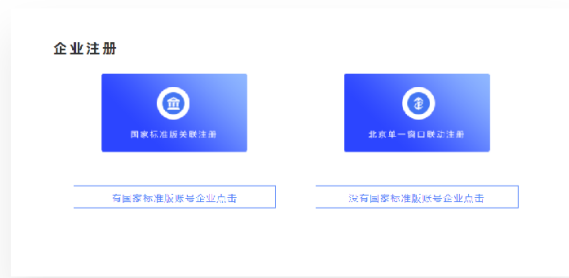 企业注册
国家标准版关联注册
北京单一窗口联动注册
有国家标准版账号企业点击
没有国家标准版账号企业点击